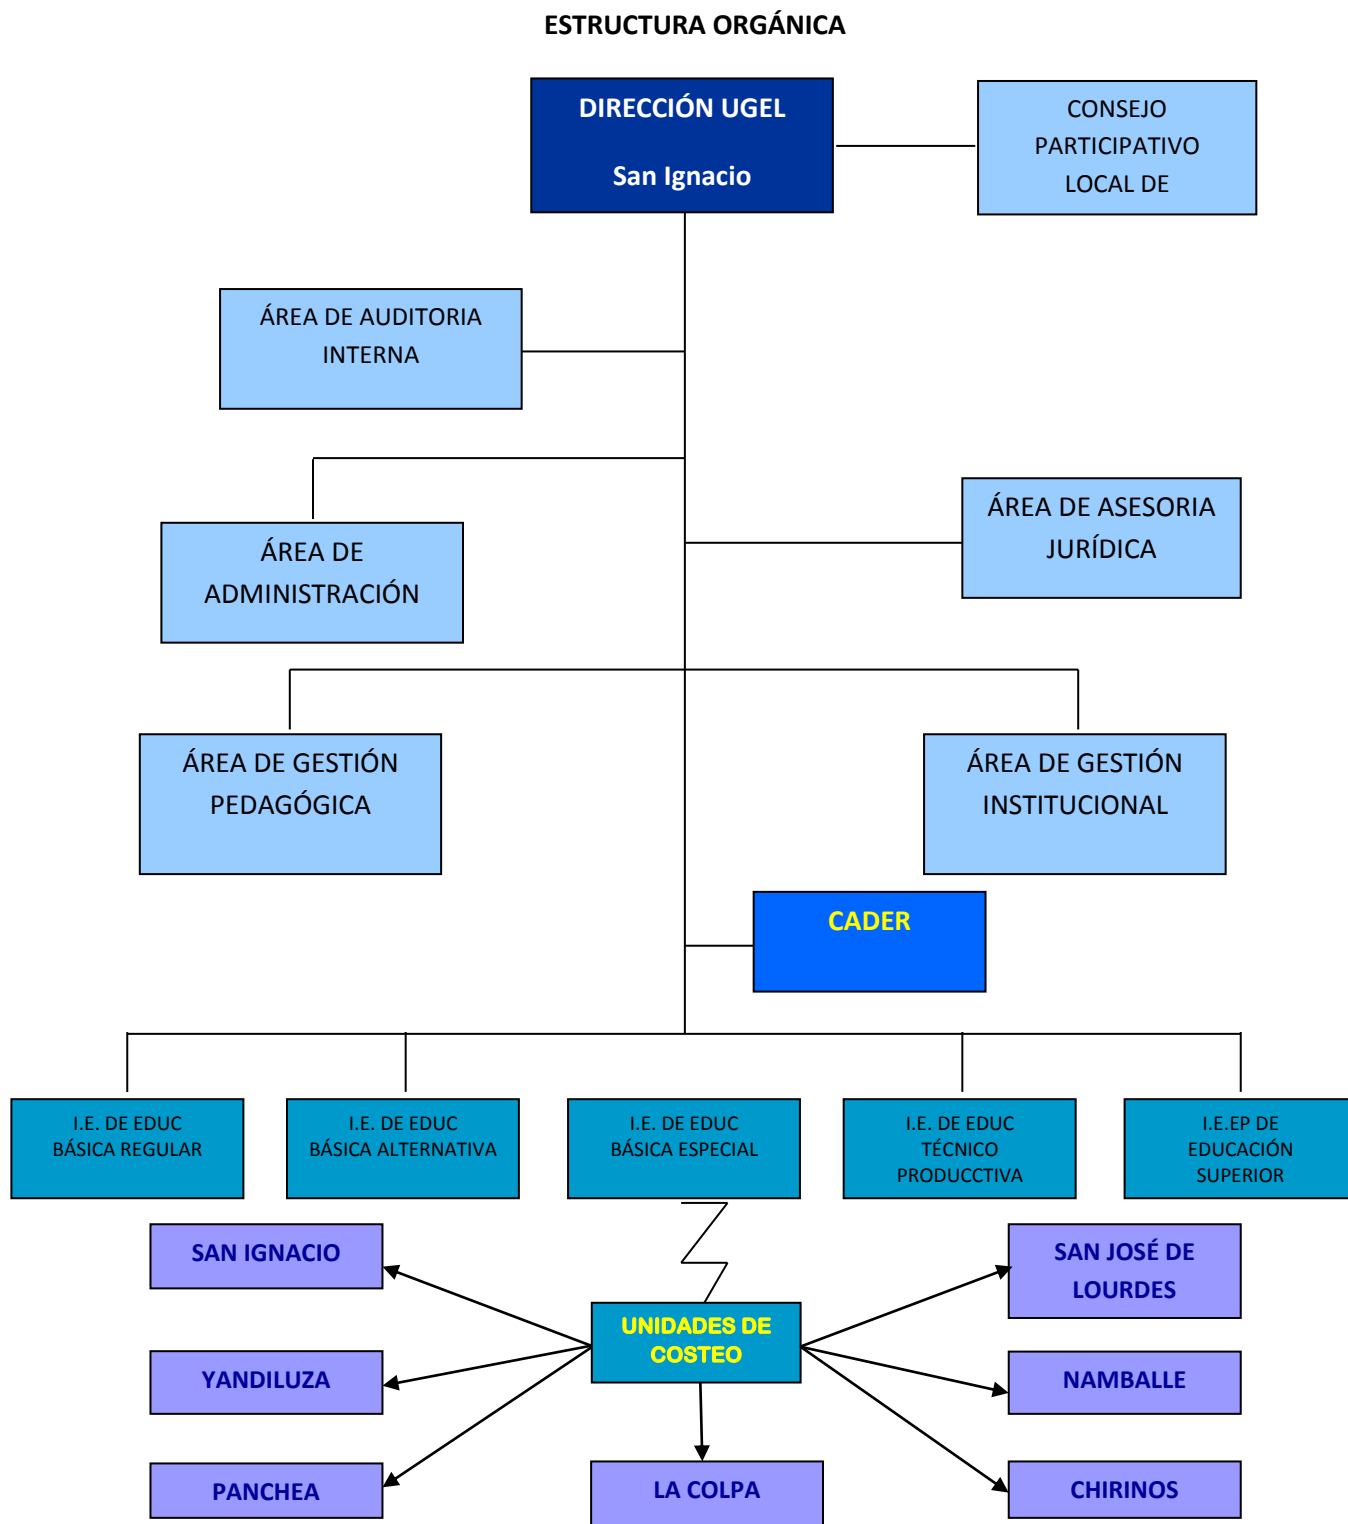 ESTRUCTURA ORGÁNICA
DIRECCIÓN UGEL
San Ignacio
CONSEJO
PARTICIPATIVO
LOCAL DE
ÁREA DE AUDITORIA
INTERNA
ÁREA DE ASESORIA
JURÍDICA
ÁREA DE
ADMINISTRACIÓN
ÁREA DE GESTIÓN
PEDAGÓGICA
ÁREA DE GESTIÓN
INSTITUCIONAL
CADER
I.E. DE EDUC
BÁSICA REGULAR
I.E. DE EDUC
BÁSICA ALTERNATIVA
I.E. DE EDUC
BÁSICA ESPECIAL
I.E. DE EDUC
TÉCNICO
PRODUCCTIVA
I.E.EP DE
EDUCACIÓN
SUPERIOR
SAN IGNACIO
SAN JOSÉ DE
LOURDES
UNIDADES DE
COSTEO
YANDILUZA
NAMBALLE
PANCHEA
LA COLPA
CHIRINOS